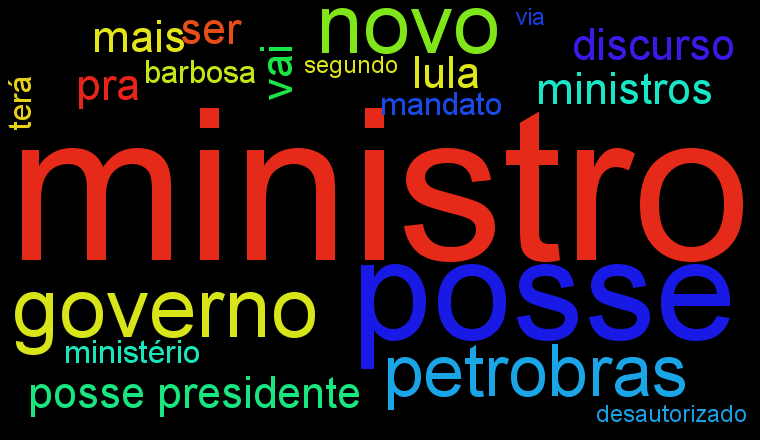 novo
via
mais
ser
vai
discurso
barbosa
segundo
lula
pra
ministros
mandato
terá
ministro
posse
governo
ministério
petrobras
posse presidente
desautorizado